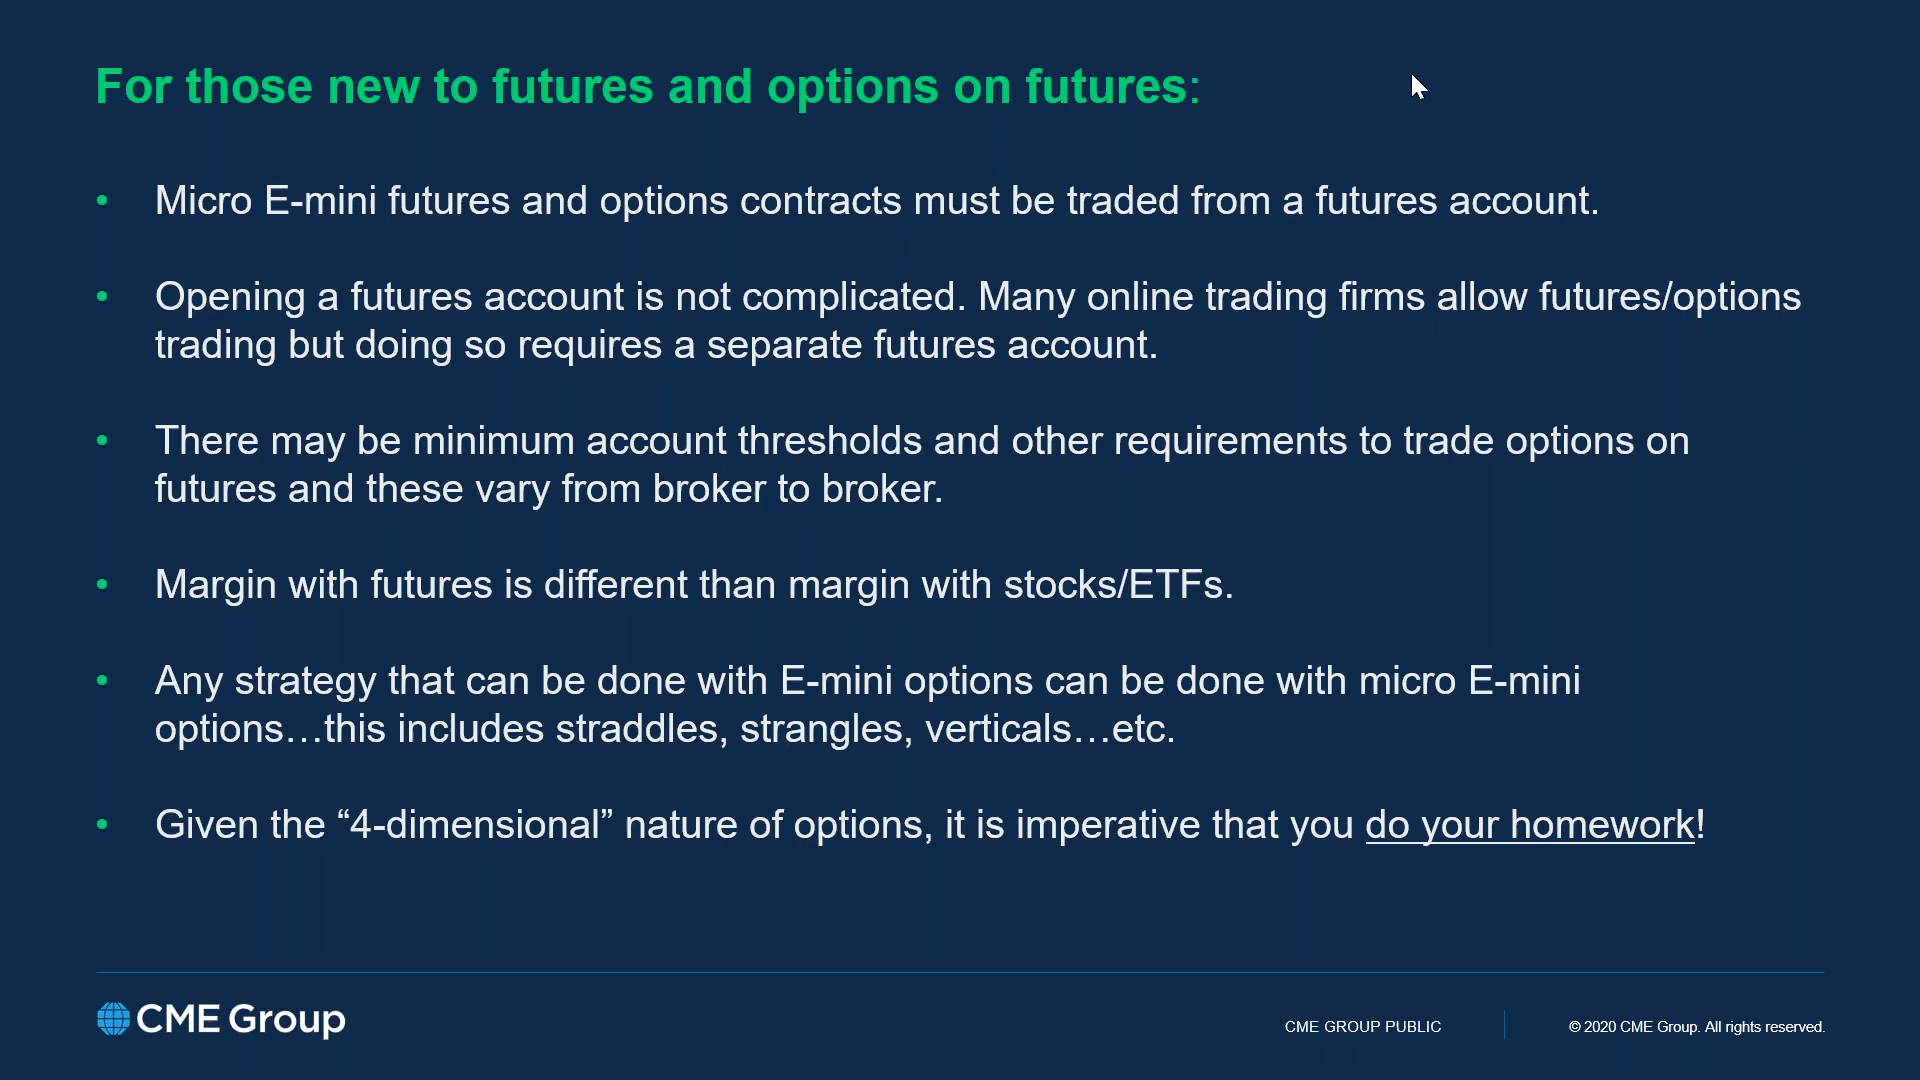 For those new to futures and options on futures:
• Micro E-mini futures and options contracts must be traded from a futures account.
• Opening a futures account is not complicated. Many online trading firms allow futures/options
trading but doing so requires a separate futures account.
• There may be minimum account thresholds and other requirements to trade options on
futures and these vary from broker to broker.
• Margin with futures is different than margin with stocks/ETFs.
• Any strategy that can be done with E-mini options can be done with micro E-mini
options…this includes straddles, strangles, verticals…etc.
• Given the “4-dimensional” nature of options, it is imperative that you do your homework!
CME Group
CME GROUP PUBLIC
© 2020 CME Group. All rights reserved.